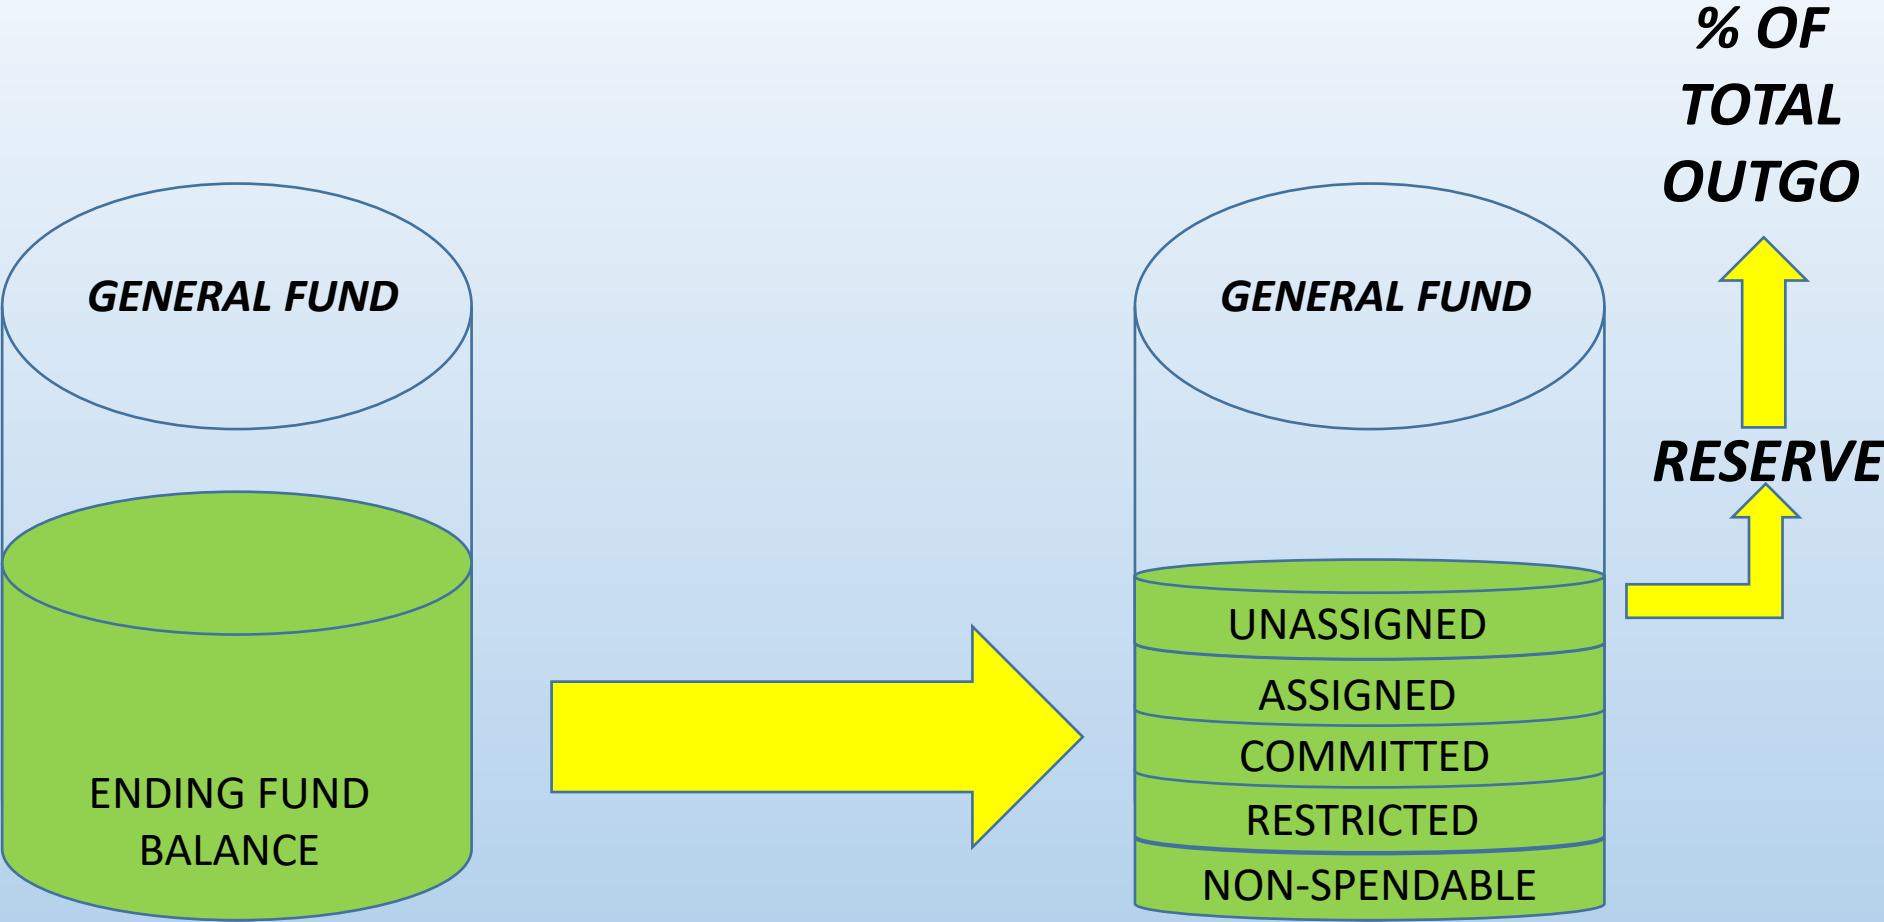 GENERAL FUND
ENDING FUND
BALANCE
GENERAL FUND
UNASSIGNED
ASSIGNED
COMMITTED
RESTRICTED
NON-SPENDABLE
% OF
TOTAL
OUTGO
RESERVE